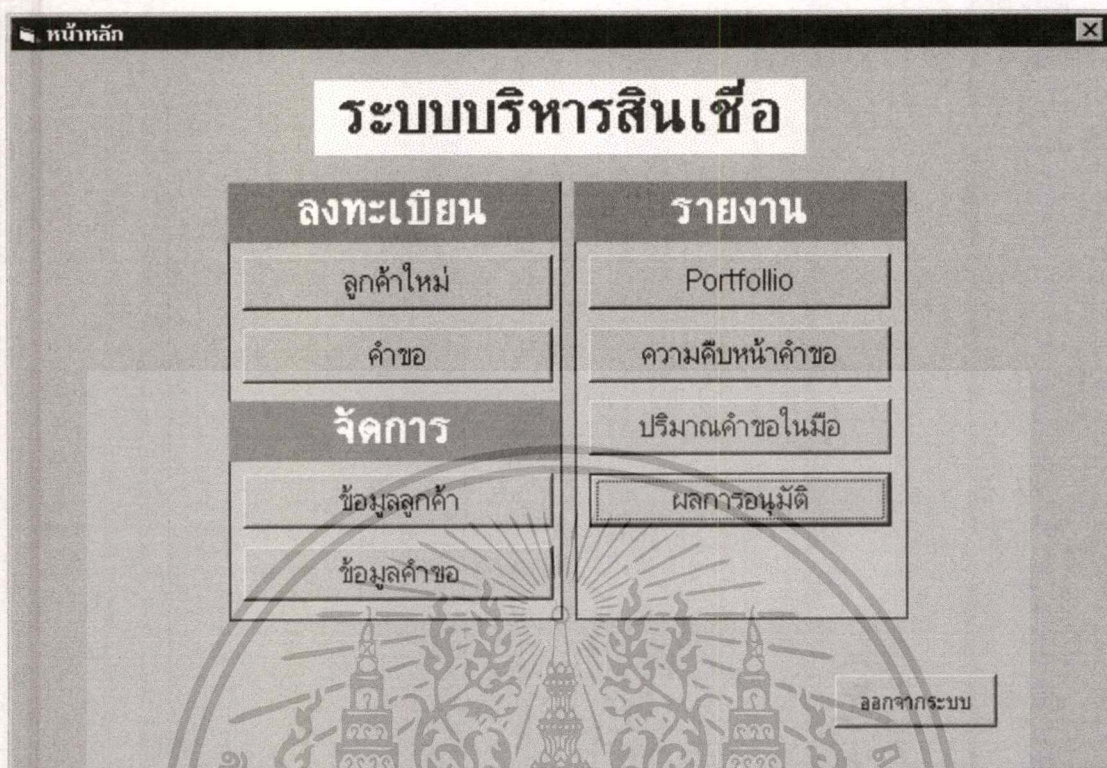 หน้าหลัก
ระบบบริหารสินเชื่อ
ลงทะเบียน
ลูกค้าใหม่
คำขอ
จัดการ
ข้อมูลลูกค้า
ข้อมูลคำขอ
รายงาน
Portfollio
ความคืบหน้าคำขอ
ปริมาณคำขอในมือ
ผลการอนุมัติ
ออกจากระบบ